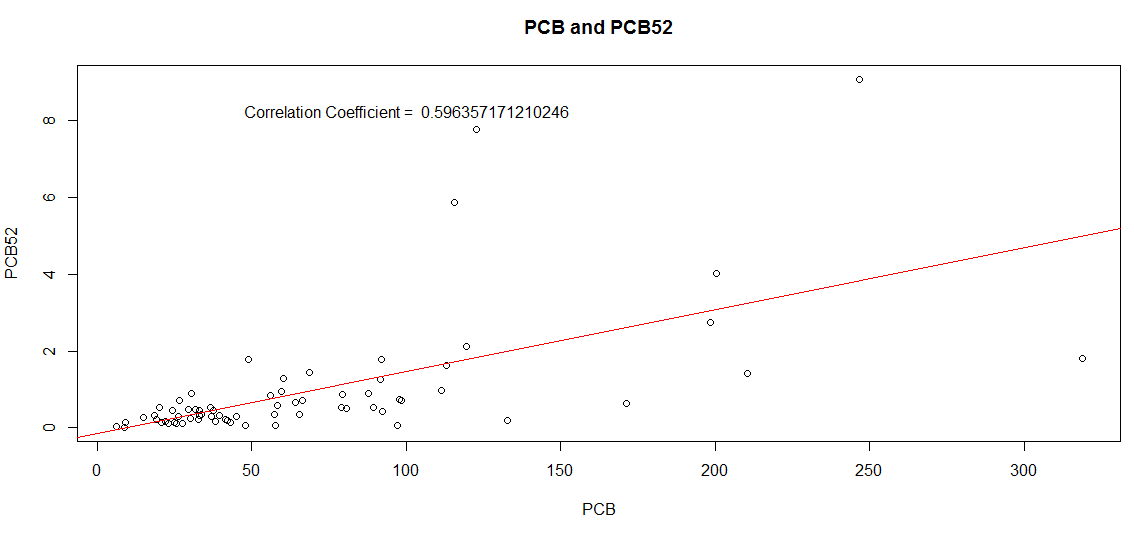 PCB and PCB52
Correlation Coefficient = 0.596357171210246
PCB52
8
6
4
2
0
0 50 100 150 200 250 300
PCB